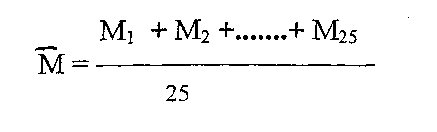 M₁ + M₂ +.......+ M₂₅
M̅ =
25